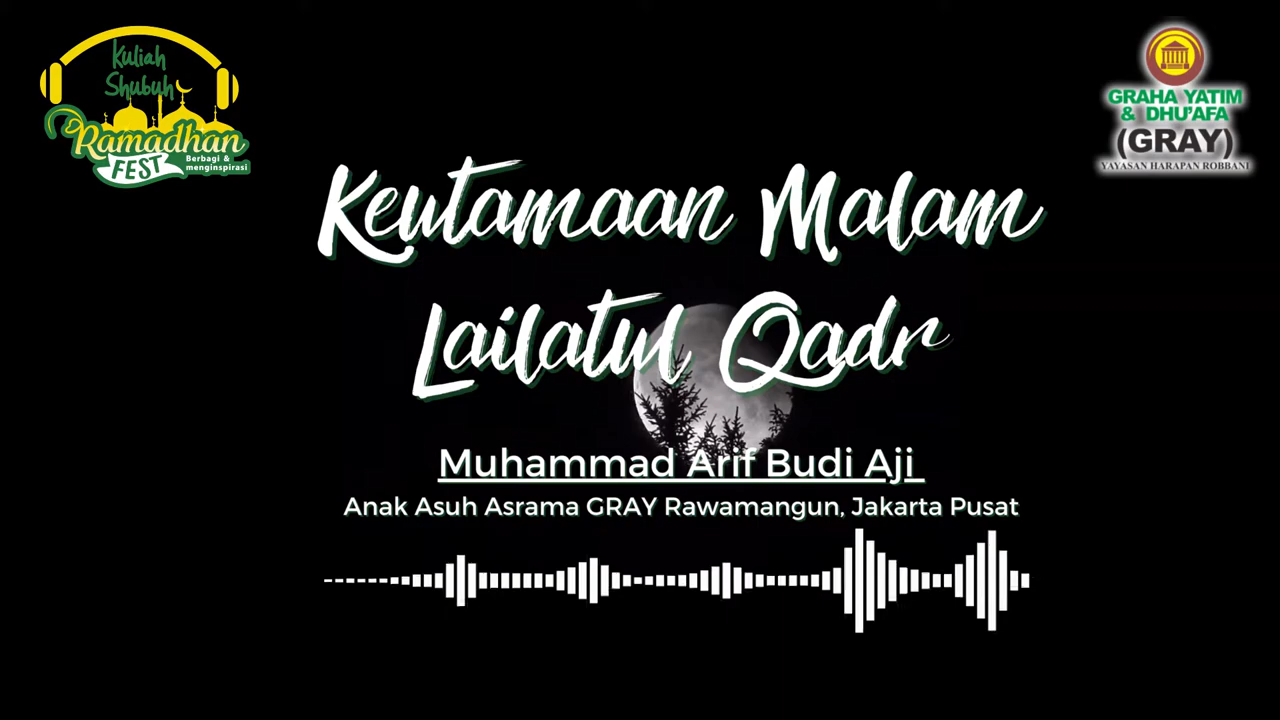 Kuliah
Shubuh
Ramadhan
FEST
Berbagi &
menginspirasi
GRAHA YATIM
& DHU'AFA
(GRAY)
YAYASAN HARAPAN ROBBANI
Keutamaan Malam
Lailatul Qadr
Muhammad Arif Budi Aji
Anak Asuh Asrama GRAY Rawamangun, Jakarta Pusat